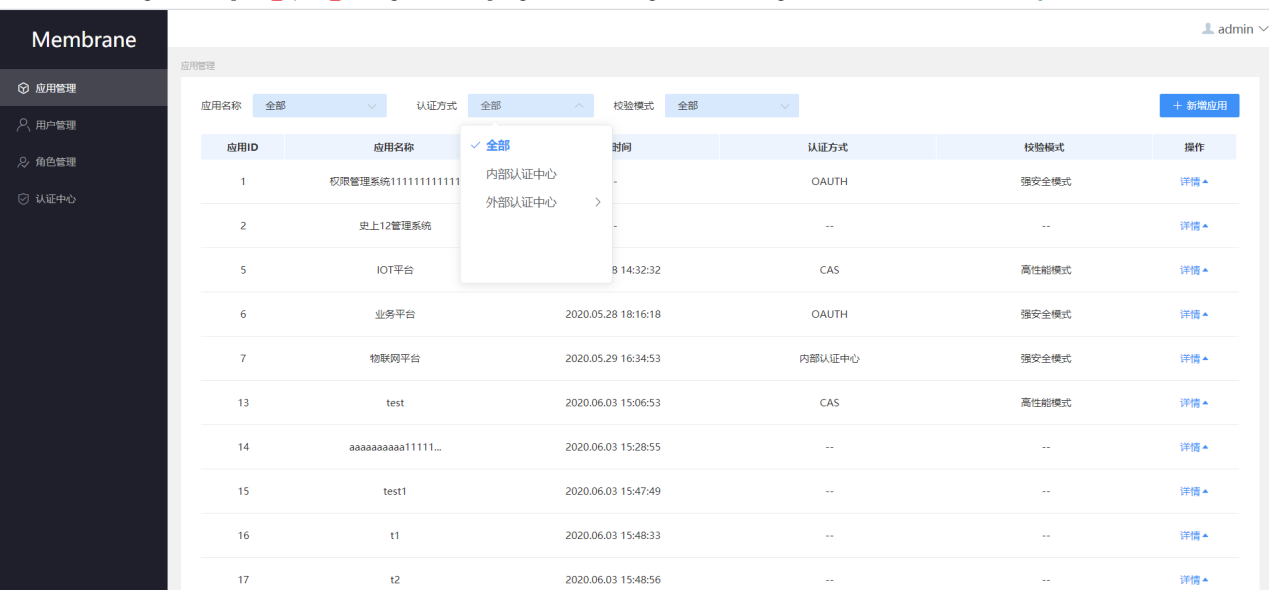 Membrane
admin
应用管理
用户管理
角色管理
认证中心
应用管理
应用名称 全部 认证方式 全部 校验模式 全部 + 新增应用
全部
内部认证中心
外部认证中心
应用ID 应用名称 时间 认证方式 校验模式 操作
1 权限管理系统111111111111 - OAUTH 强安全模式 详情
2 史上12管理系统 - -- -- 详情
5 IOT平台 8 14:32:32 CAS 高性能模式 详情
6 业务平台 2020.05.28 18:16:18 OAUTH 强安全模式 详情
7 物联网平台 2020.05.29 16:34:53 内部认证中心 强安全模式 详情
13 test 2020.06.03 15:06:53 CAS 高性能模式 详情
14 aaaaaaaaaa11111... 2020.06.03 15:28:55 -- -- 详情
15 test1 2020.06.03 15:47:49 -- -- 详情
16 t1 2020.06.03 15:48:33 -- -- 详情
17 t2 2020.06.03 15:48:56 -- -- 详情